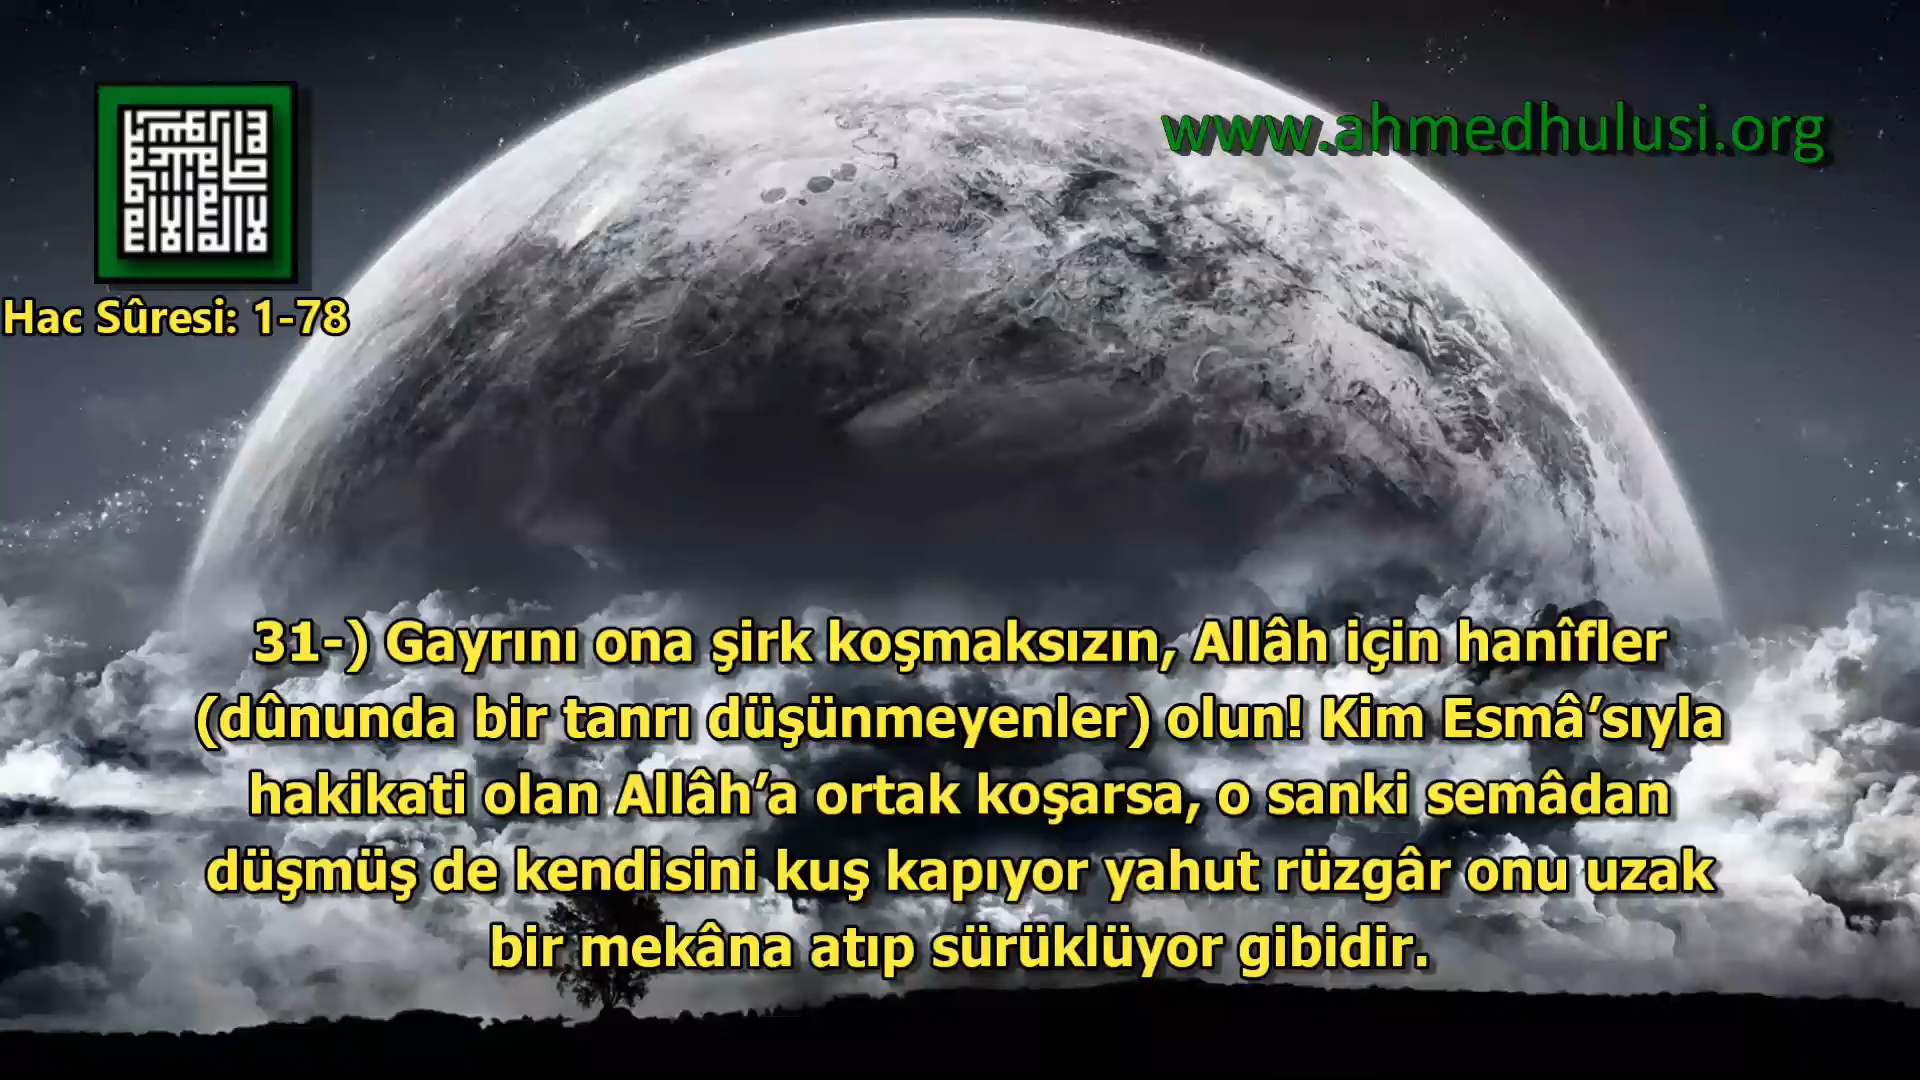 www.ahmedhulusi.org
Hac Sûresi: 1-78
31-) Gayrını ona şirk koşmaksızın, Allâh için hanîfler
(dûnunda bir tanrı düşünmeyenler) olun! Kim Esmâ’sıyla
hakikati olan Allâh’a ortak koşarsa, o sanki semâdan
düşmüş de kendisini kuş kapıyor yahut rüzgâr onu uzak
bir mekâna atıp sürüklüyor gibidir.